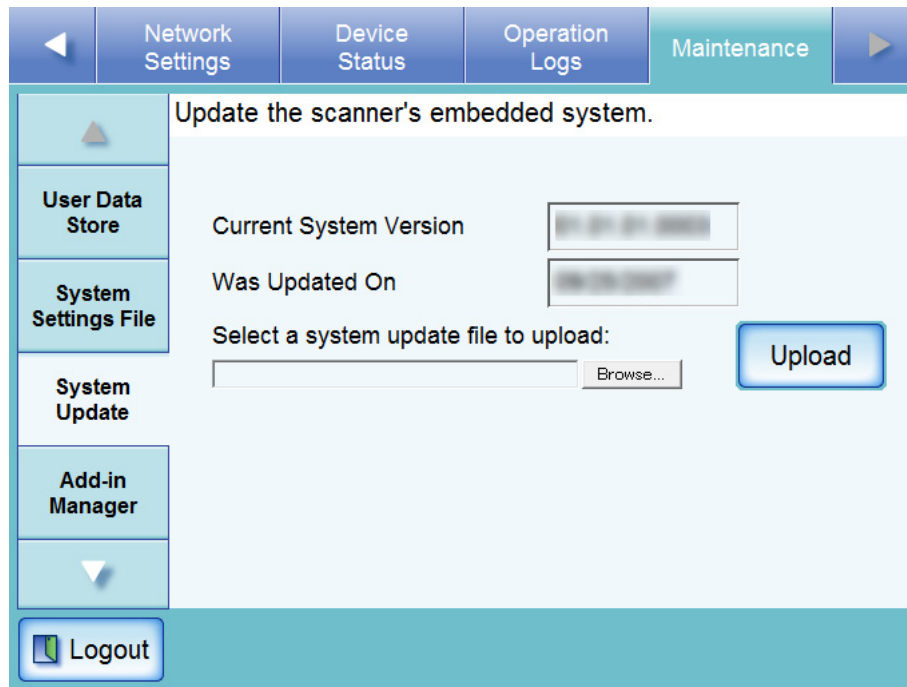 Network
Settings
Device
Status
Operation
Logs
Maintenance
Update the scanner's embedded system.
User Data
Store
System
Settings File
System
Update
Add-in
Manager
Current System Version
Was Updated On
Select a system update file to upload:
Browse...
Upload
Logout